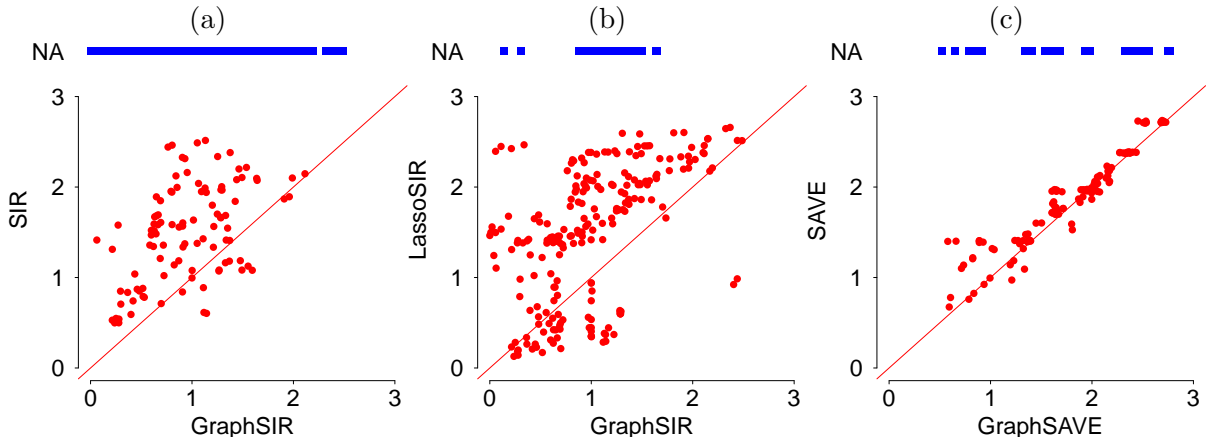 (a)
NA
3
2
1
0
SIR
0 1 2 3
GraphSIR
(b)
NA
3
2
1
0
LassoSIR
0 1 2 3
GraphSIR
(c)
NA
3
2
1
0
SAVE
0 1 2 3
GraphSAVE